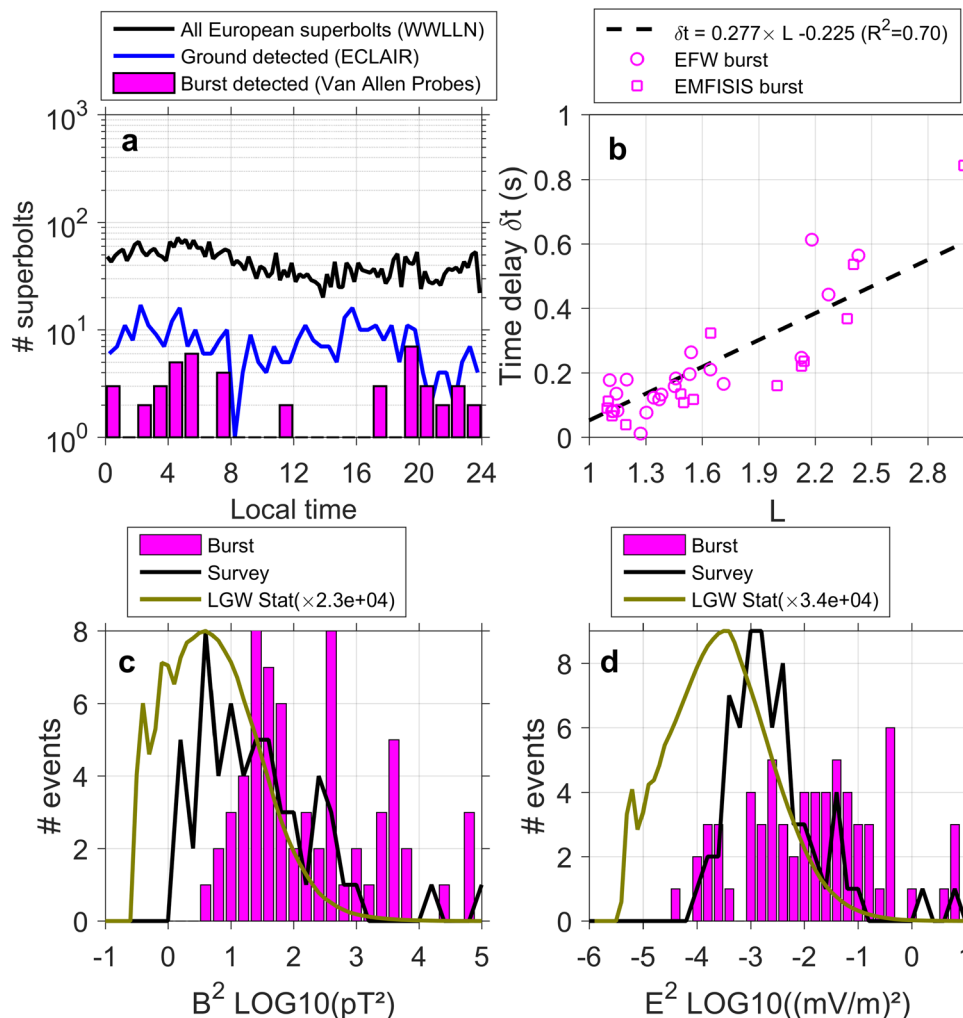 All European superbolts (WWLLN)
Ground detected (ECLAIR)
Burst detected (Van Allen Probes)
a
10³
10²
10¹
10⁰
# superbolts
0 4 8 12 16 20 24
Local time
δt = 0.277× L -0.225 (R²=0.70)
EFW burst
EMFISIS burst
b
1
0.8
0.6
0.4
0.2
0
Time delay δt (s)
1 1.3 1.6 1.9 2.2 2.5 2.8
L
Burst
Survey
LGW Stat(×2.3e+04)
c
8
6
4
2
0
# events
-1 0 1 2 3 4 5
B² LOG10(pT²)
Burst
Survey
LGW Stat(×3.4e+04)
d
8
6
4
2
0
# events
-6 -5 -4 -3 -2 -1 0 1
E² LOG10((mV/m)²)